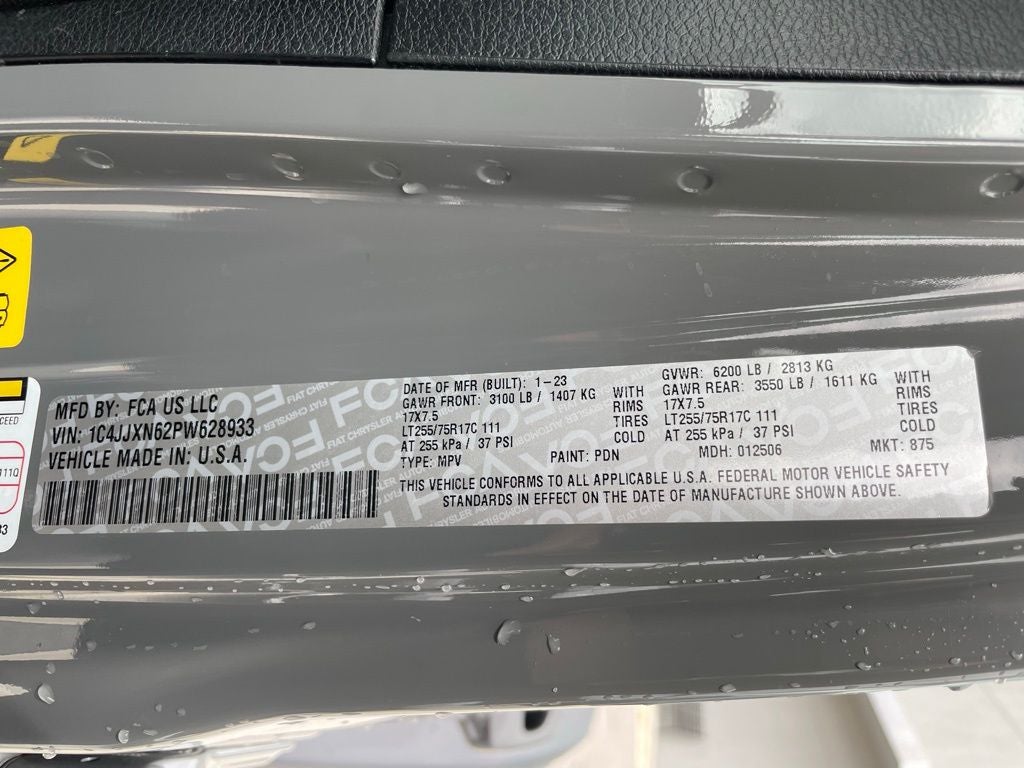 MFD BY: FCA US LLC
VIN: 1C4JJXN62PW628933
VEHICLE MADE IN: U.S.A.
DATE OF MFR (BUILT): 1-23
GAWR FRONT: 3100 LB / 1407 KG WITH
17X7.5 RIMS
LT255/75R17C 111 TIRES
AT 255 kPa / 37 PSI COLD
TYPE: MPV PAINT: PDN
GVWR: 6200 LB / 2813 KG
GAWR REAR: 3550 LB / 1611 KG WITH
17X7.5 RIMS
LT255/75R17C 111 TIRES
AT 255 kPa / 37 PSI COLD
MDH: 012506 MKT: 875
THIS VEHICLE CONFORMS TO ALL APPLICABLE U.S.A. FEDERAL MOTOR VEHICLE SAFETY
STANDARDS IN EFFECT ON THE DATE OF MANUFACTURE SHOWN ABOVE.